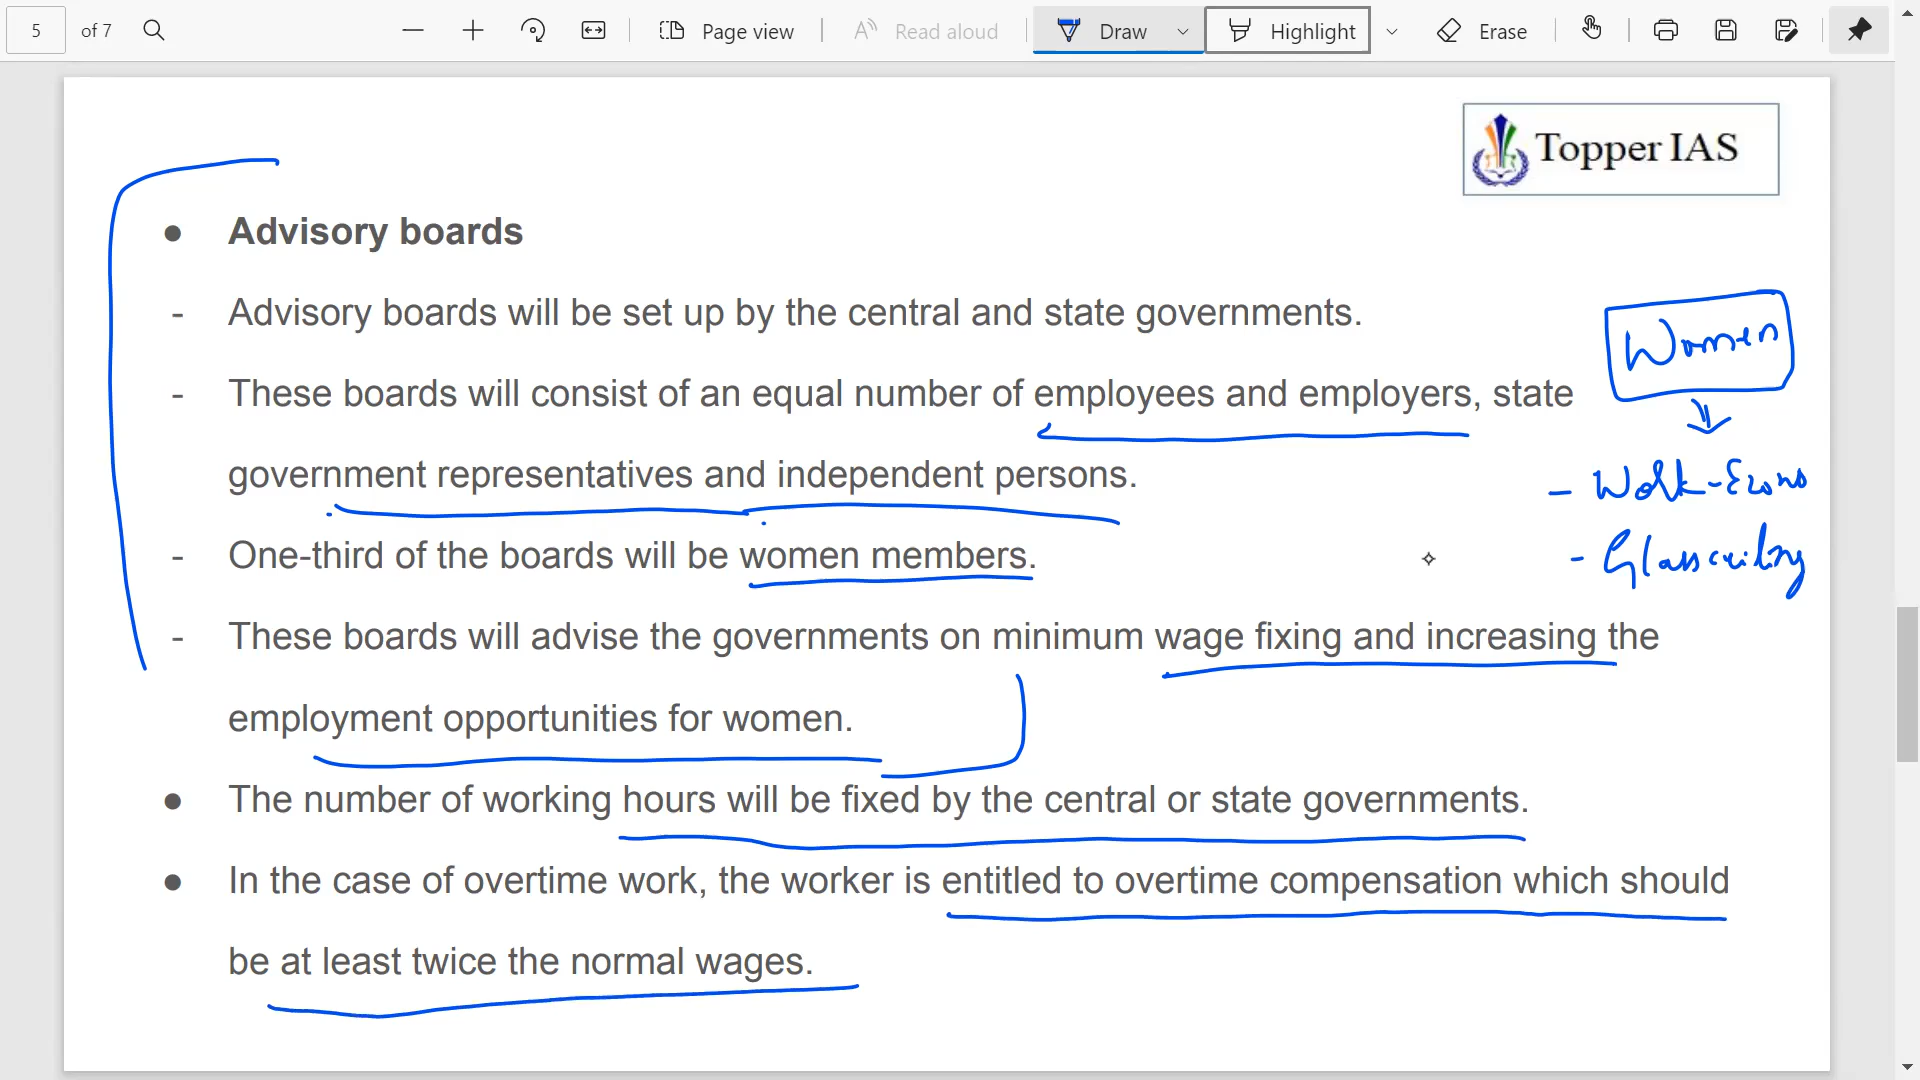 5 of 7 Page view Read aloud Draw Highlight Erase
Topper IAS
● Advisory boards
- Advisory boards will be set up by the central and state governments.
Women
- These boards will consist of an equal number of employees and employers, state
government representatives and independent persons.
- Work-Econo
- One-third of the boards will be women members.
- Glass ceiling
- These boards will advise the governments on minimum wage fixing and increasing the
employment opportunities for women.
● The number of working hours will be fixed by the central or state governments.
● In the case of overtime work, the worker is entitled to overtime compensation which should
be at least twice the normal wages.